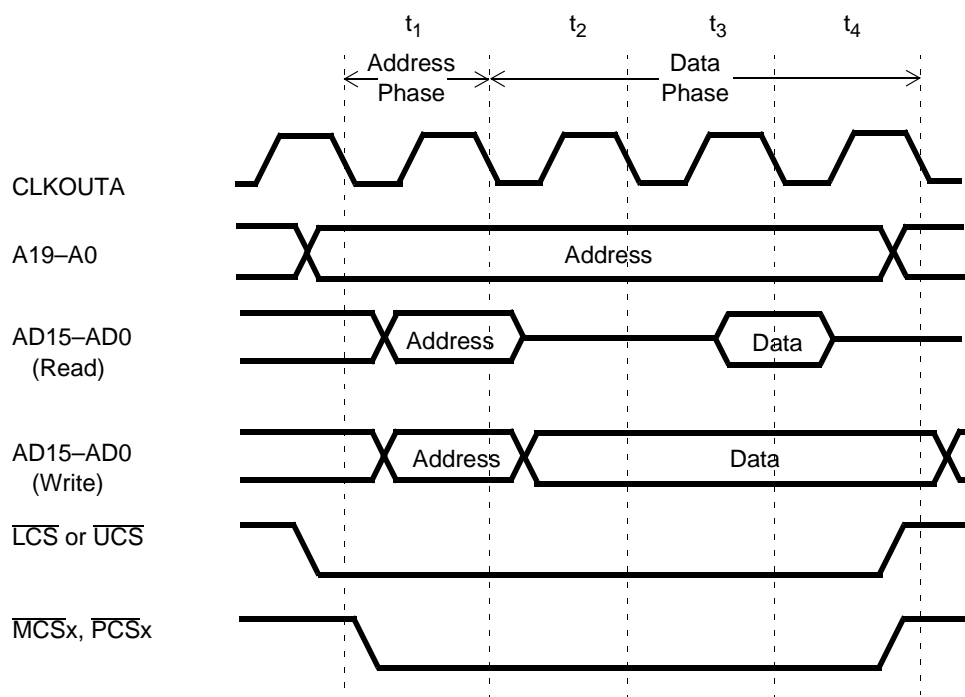 t1 t2 t3 t4
Address Phase
Data Phase
CLKOUTA
A19–A0
Address
AD15–AD0
(Read)
Address
Data
AD15–AD0
(Write)
Address
Data
LCS or UCS
MCSx, PCSx